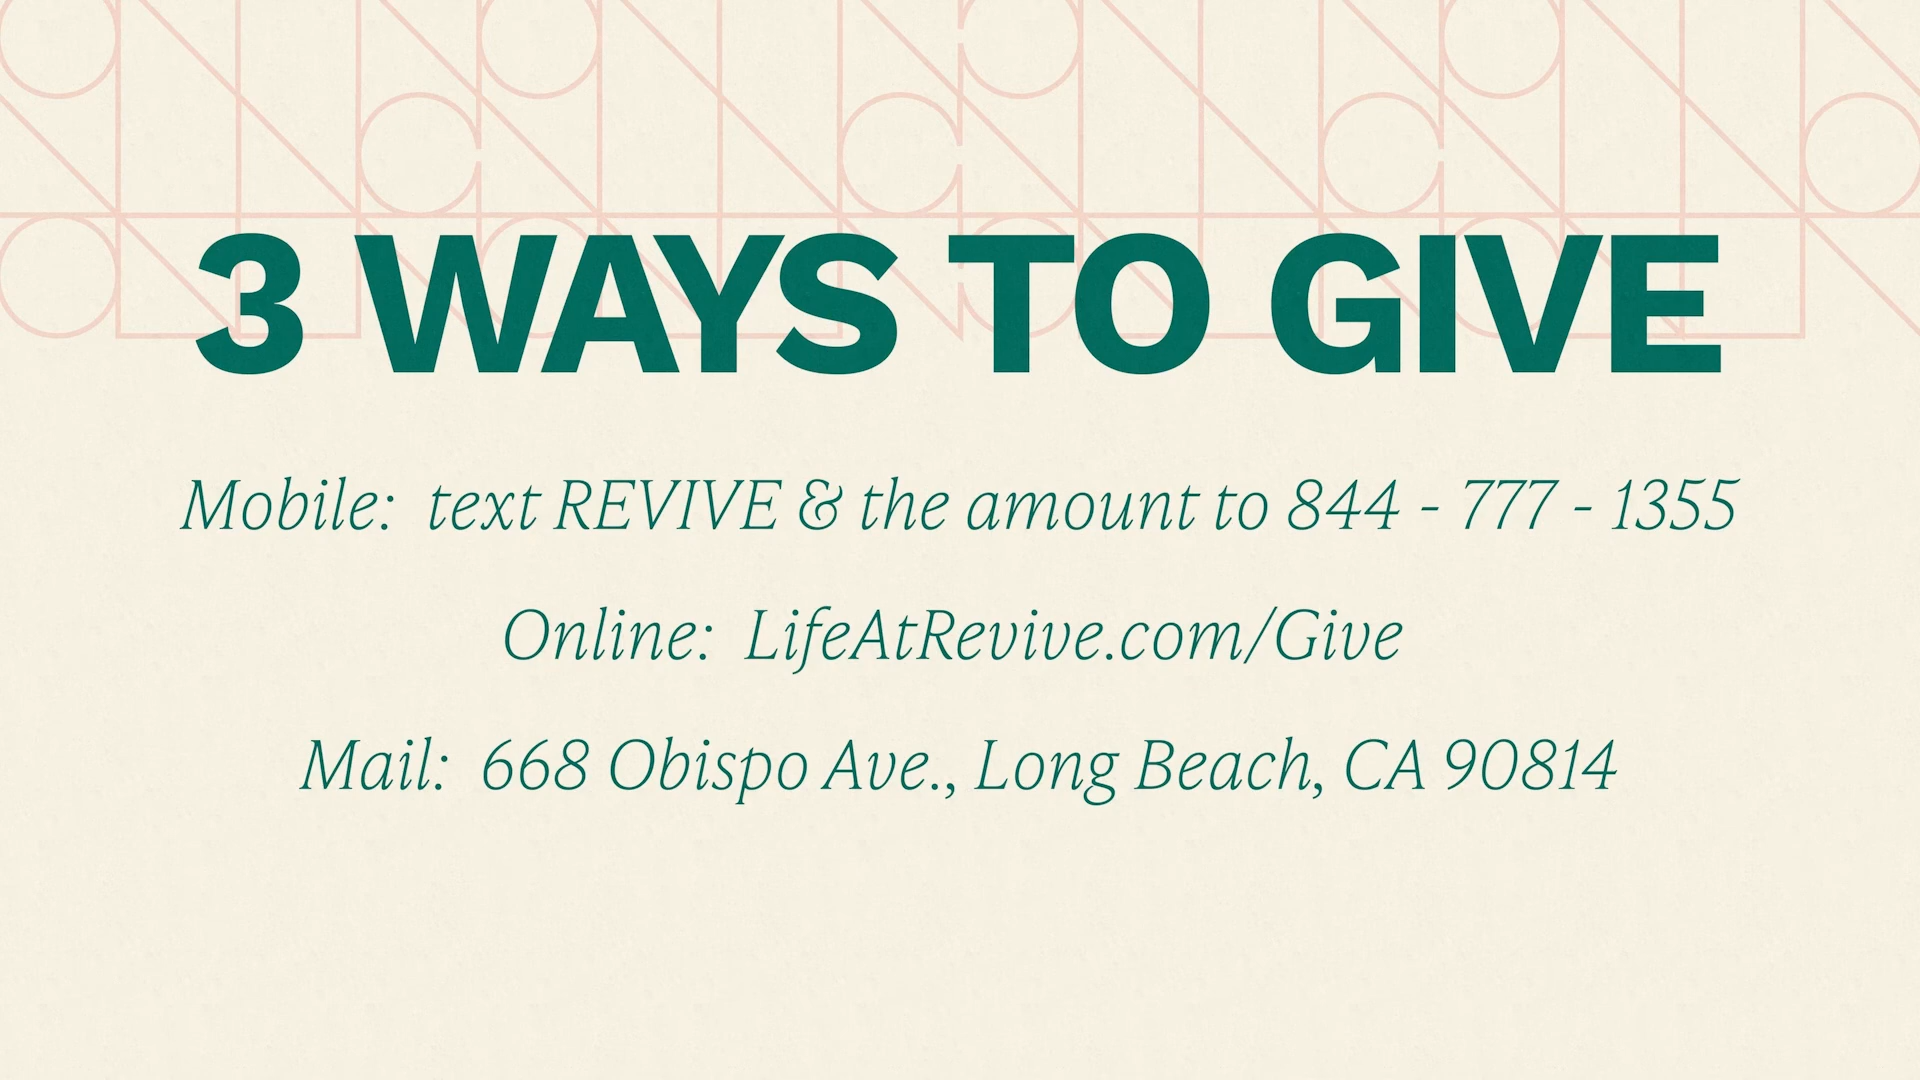 3 WAYS TO GIVE
Mobile: text REVIVE & the amount to 844 - 777 - 1355
Online: LifeAtRevive.com/Give
Mail: 668 Obispo Ave., Long Beach, CA 90814